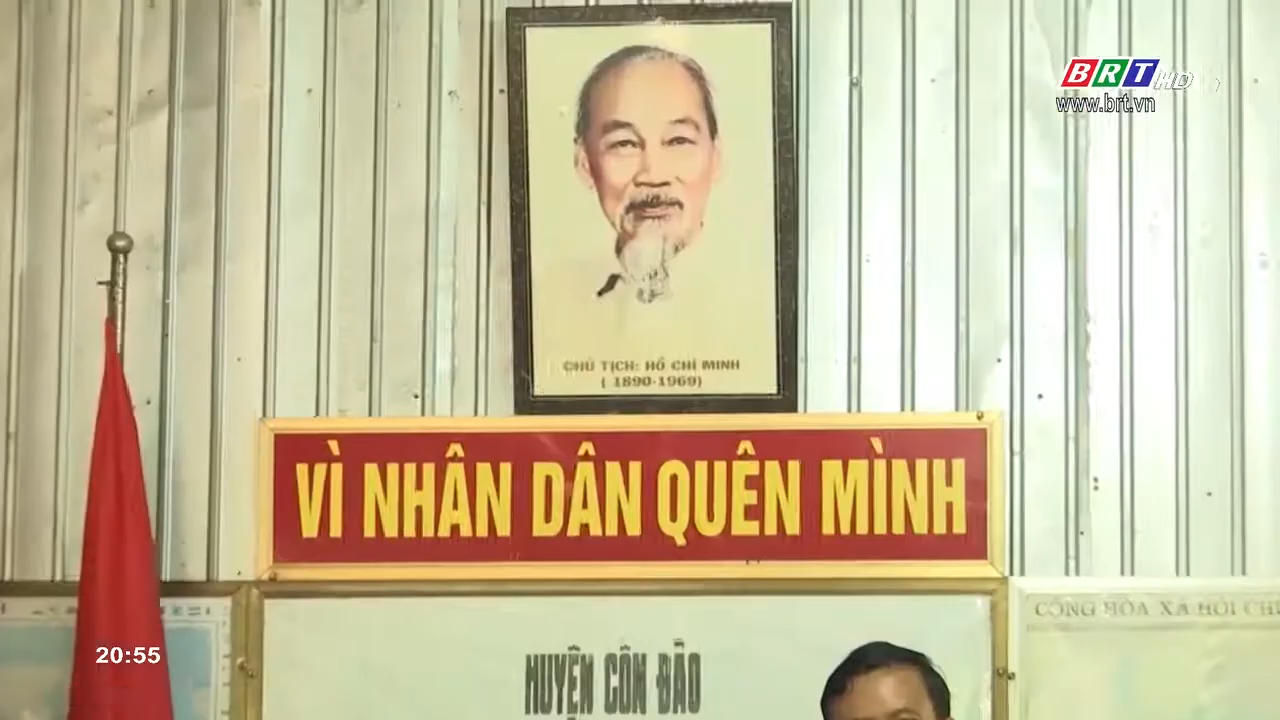 BRT HD
www.brt.vn
CHỦ TỊCH: HỒ CHÍ MINH
( 1890-1969)
VÌ NHÂN DÂN QUÊN MÌNH
CỘNG HÒA XÃ HỘI CH
20:55
HUYỆN CÔN ĐẢO